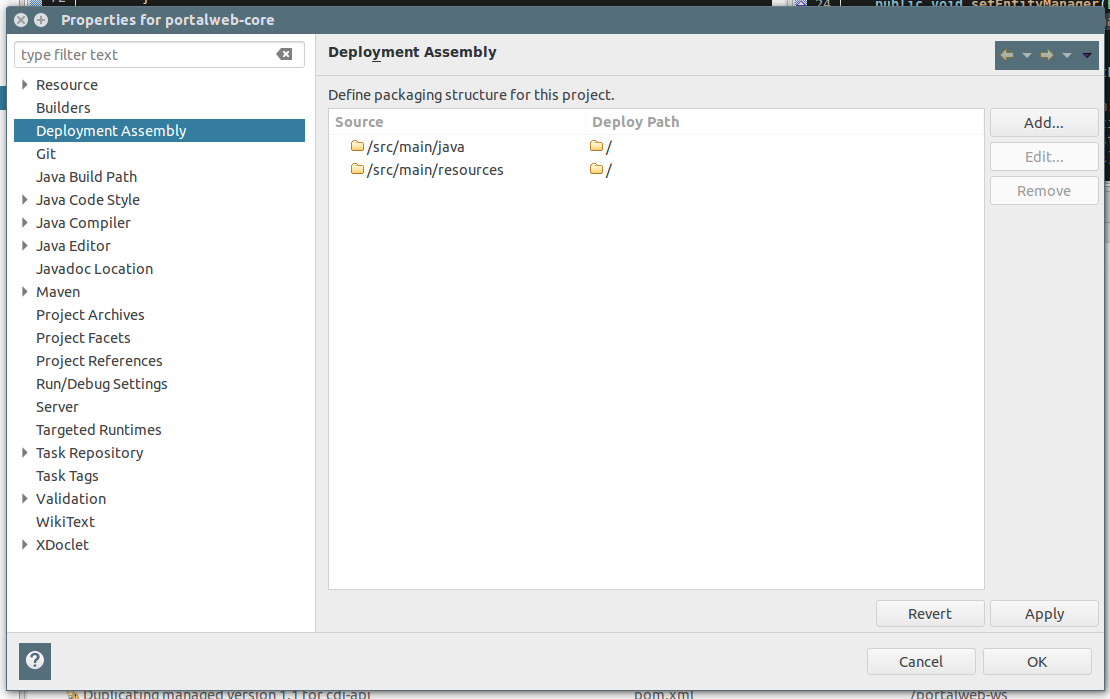 24 public void setEntityManager(
Properties for portalweb-core
type filter text
Resource
Builders
Deployment Assembly
Git
Java Build Path
Java Code Style
Java Compiler
Java Editor
Javadoc Location
Maven
Project Archives
Project Facets
Project References
Run/Debug Settings
Server
Targeted Runtimes
Task Repository
Task Tags
Validation
WikiText
XDoclet
Deployment Assembly
Define packaging structure for this project.
Source Deploy Path
/src/main/java /
/src/main/resources /
Add...
Edit...
Remove
Revert Apply
Cancel OK
?
Duplicating managed version 1.1 for cdi-api pom.xml /portalweb-ws